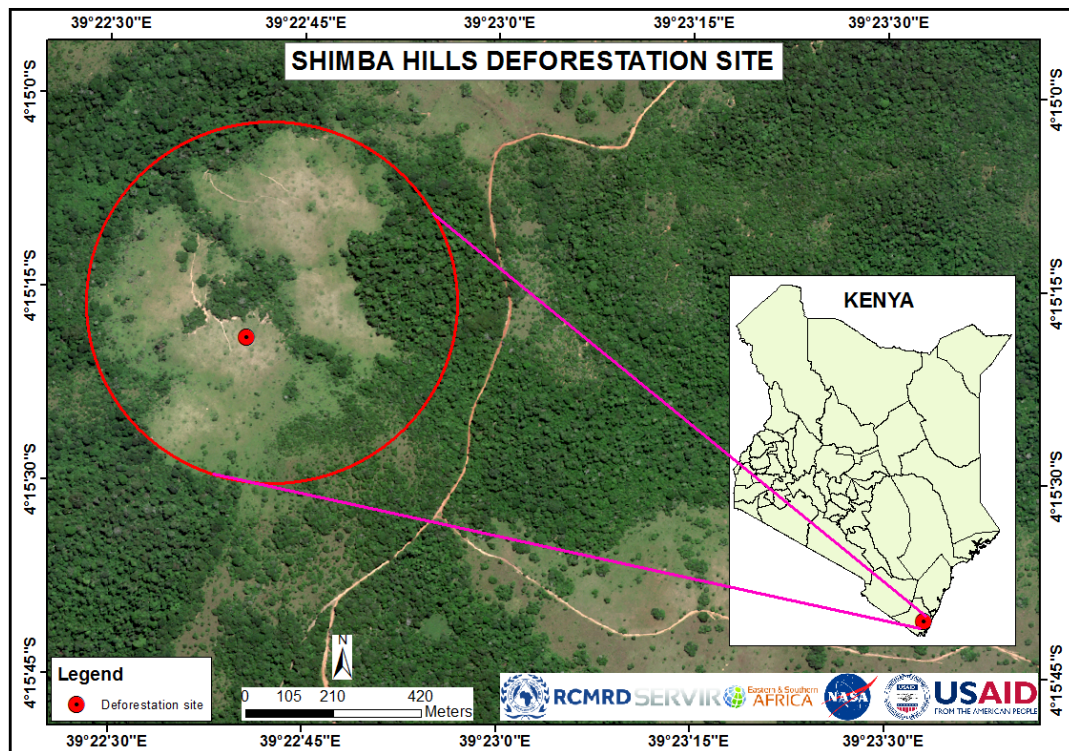 39°22'30"E 39°22'45"E 39°23'0"E 39°23'15"E 39°23'30"E
SHIMBA HILLS DEFORESTATION SITE
4°15'0"S
4°15'0"S
4°15'15"S
4°15'15"S
KENYA
4°15'30"S
4°15'30"S
4°15'45"S
4°15'45"S
Legend
Deforestation site
N
0 105 210 420
Meters
RCMRD SERVIR Eastern & Southern
AFRICA
NASA
USAID
USAID
FROM THE AMERICAN PEOPLE
39°22'30"E 39°22'45"E 39°23'0"E 39°23'15"E 39°23'30"E